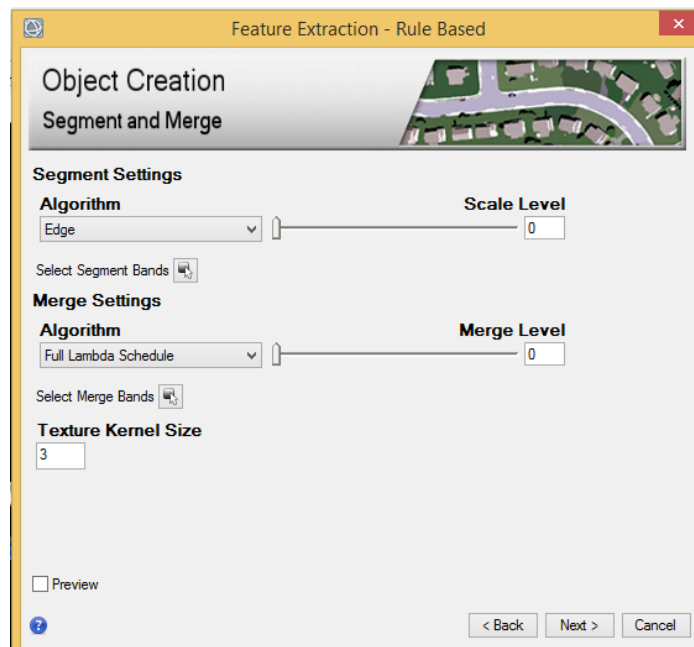 Feature Extraction - Rule Based
Object Creation
Segment and Merge
Segment Settings
Algorithm Scale Level
Edge 0
Select Segment Bands
Merge Settings
Algorithm Merge Level
Full Lambda Schedule 0
Select Merge Bands
Texture Kernel Size
3
Preview
< Back Next > Cancel